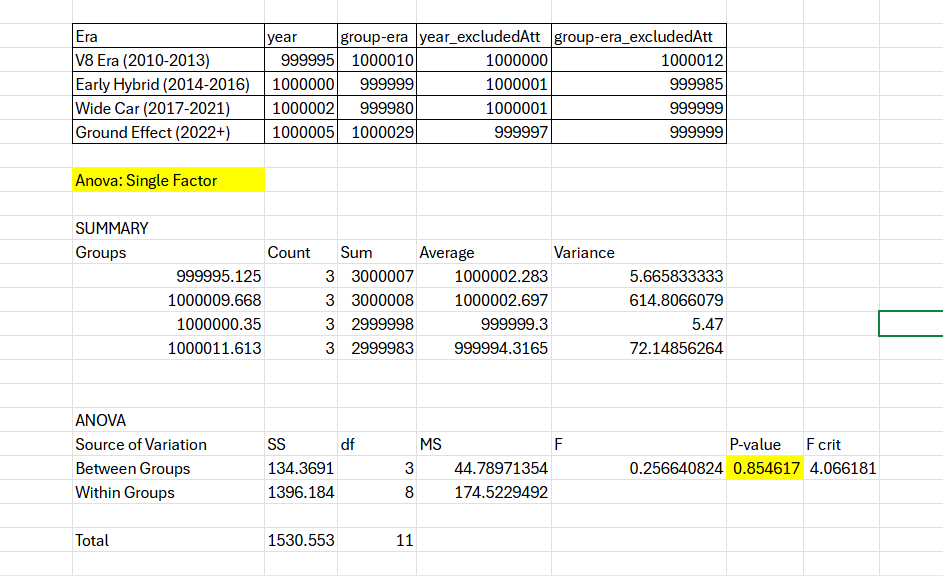 Era year group-era year_excludedAtt group-era_excludedAtt
V8 Era (2010-2013) 999995 1000010 1000000 1000012
Early Hybrid (2014-2016) 1000000 999999 1000001 999985
Wide Car (2017-2021) 1000002 999980 1000001 999999
Ground Effect (2022+) 1000005 1000029 999997 999999
Anova: Single Factor
SUMMARY
Groups Count Sum Average Variance
999995.125 3 3000007 1000002.283 5.665833333
1000009.668 3 3000008 1000002.697 614.8066079
1000000.35 3 2999998 999999.3 5.47
1000011.613 3 2999983 999994.3165 72.14856264
ANOVA
Source of Variation SS df MS F P-value F crit
Between Groups 134.3691 3 44.78971354 0.256640824 0.854617 4.066181
Within Groups 1396.184 8 174.5229492
Total 1530.553 11